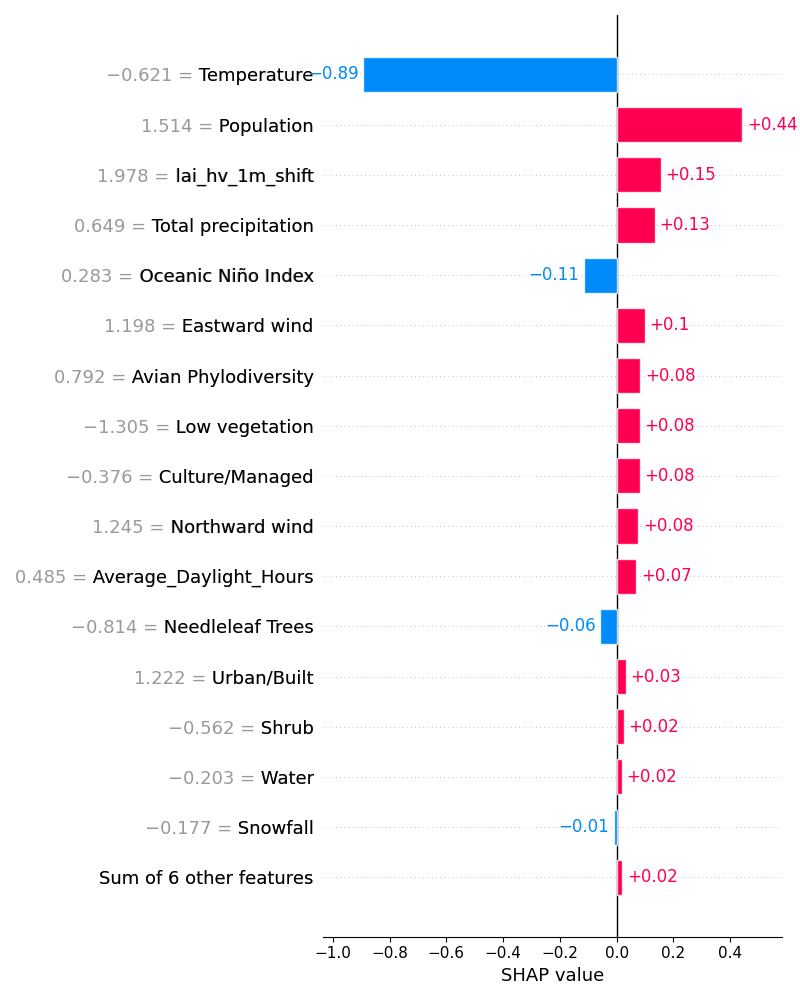 −0.621 = Temperature −0.89
1.514 = Population +0.44
1.978 = lai_hv_1m_shift +0.15
0.649 = Total precipitation +0.13
0.283 = Oceanic Niño Index −0.11
1.198 = Eastward wind +0.1
0.792 = Avian Phylodiversity +0.08
−1.305 = Low vegetation +0.08
−0.376 = Culture/Managed +0.08
1.245 = Northward wind +0.08
0.485 = Average_Daylight_Hours +0.07
−0.814 = Needleleaf Trees −0.06
1.222 = Urban/Built +0.03
−0.562 = Shrub +0.02
−0.203 = Water +0.02
−0.177 = Snowfall −0.01
Sum of 6 other features +0.02
−1.0 −0.8 −0.6 −0.4 −0.2 0.0 0.2 0.4
SHAP value